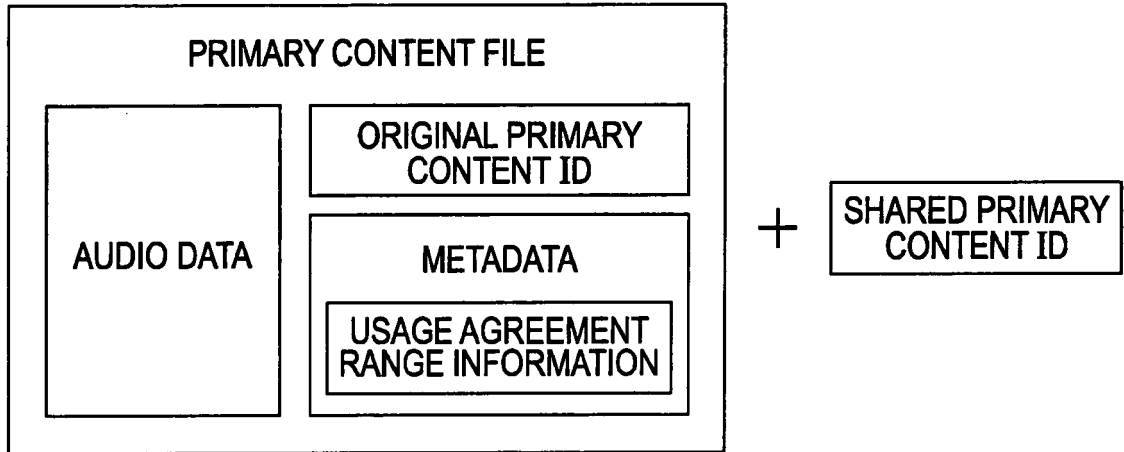 PRIMARY CONTENT FILE
AUDIO DATA
ORIGINAL PRIMARY
CONTENT ID
METADATA
USAGE AGREEMENT
RANGE INFORMATION
+
SHARED PRIMARY
CONTENT ID